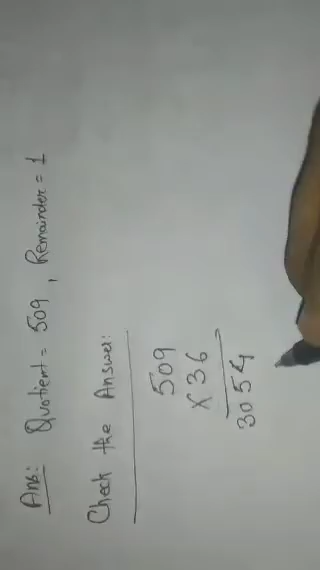 Ans: Quotient = 509, Remainder = 1
Check the Answer:
509
x 36
3054